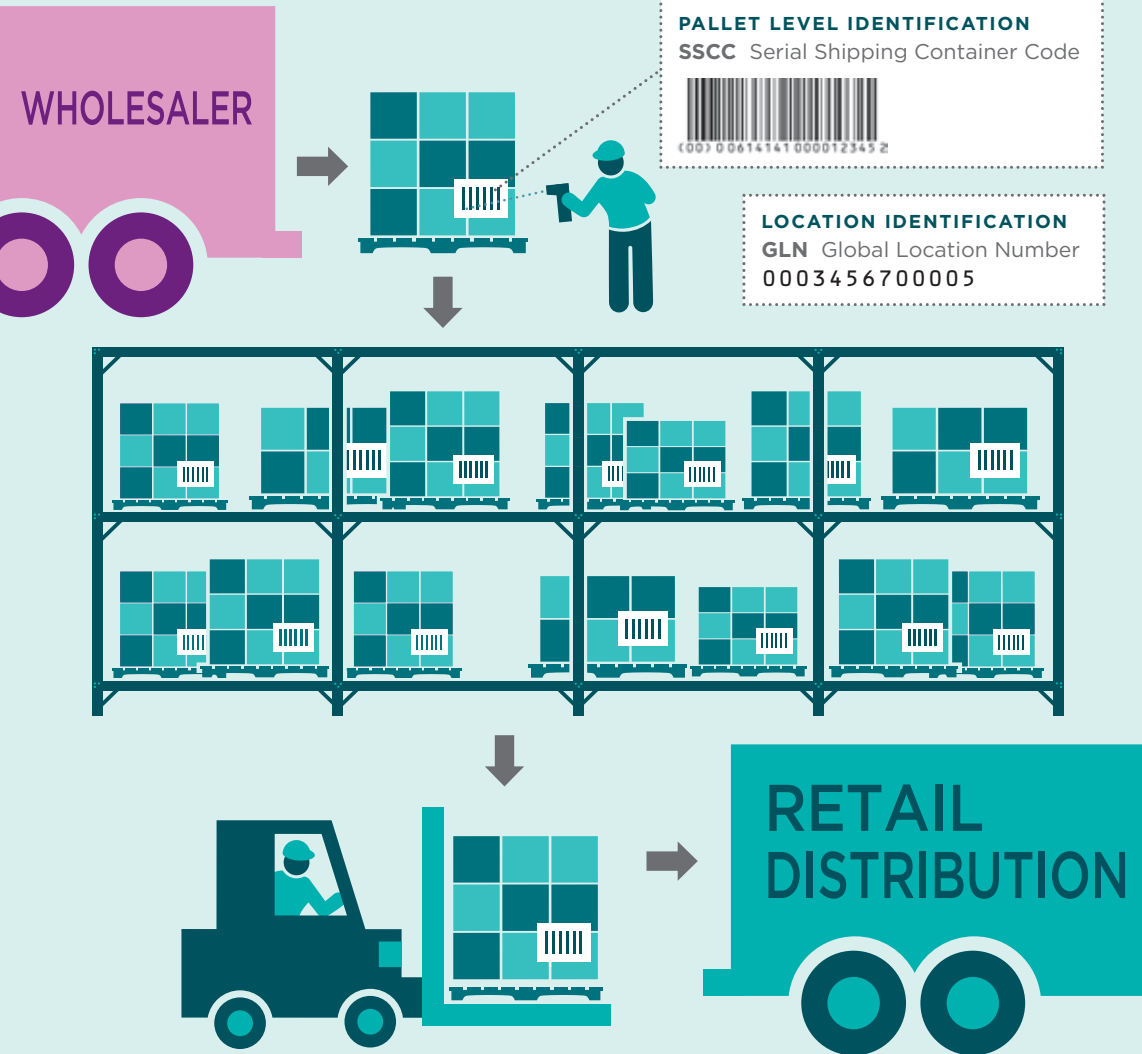 PALLET LEVEL IDENTIFICATION
SSCC Serial Shipping Container Code
(00) 0 0614141 000012345 2
WHOLESALER
LOCATION IDENTIFICATION
GLN Global Location Number
0003456700005
RETAIL
DISTRIBUTION